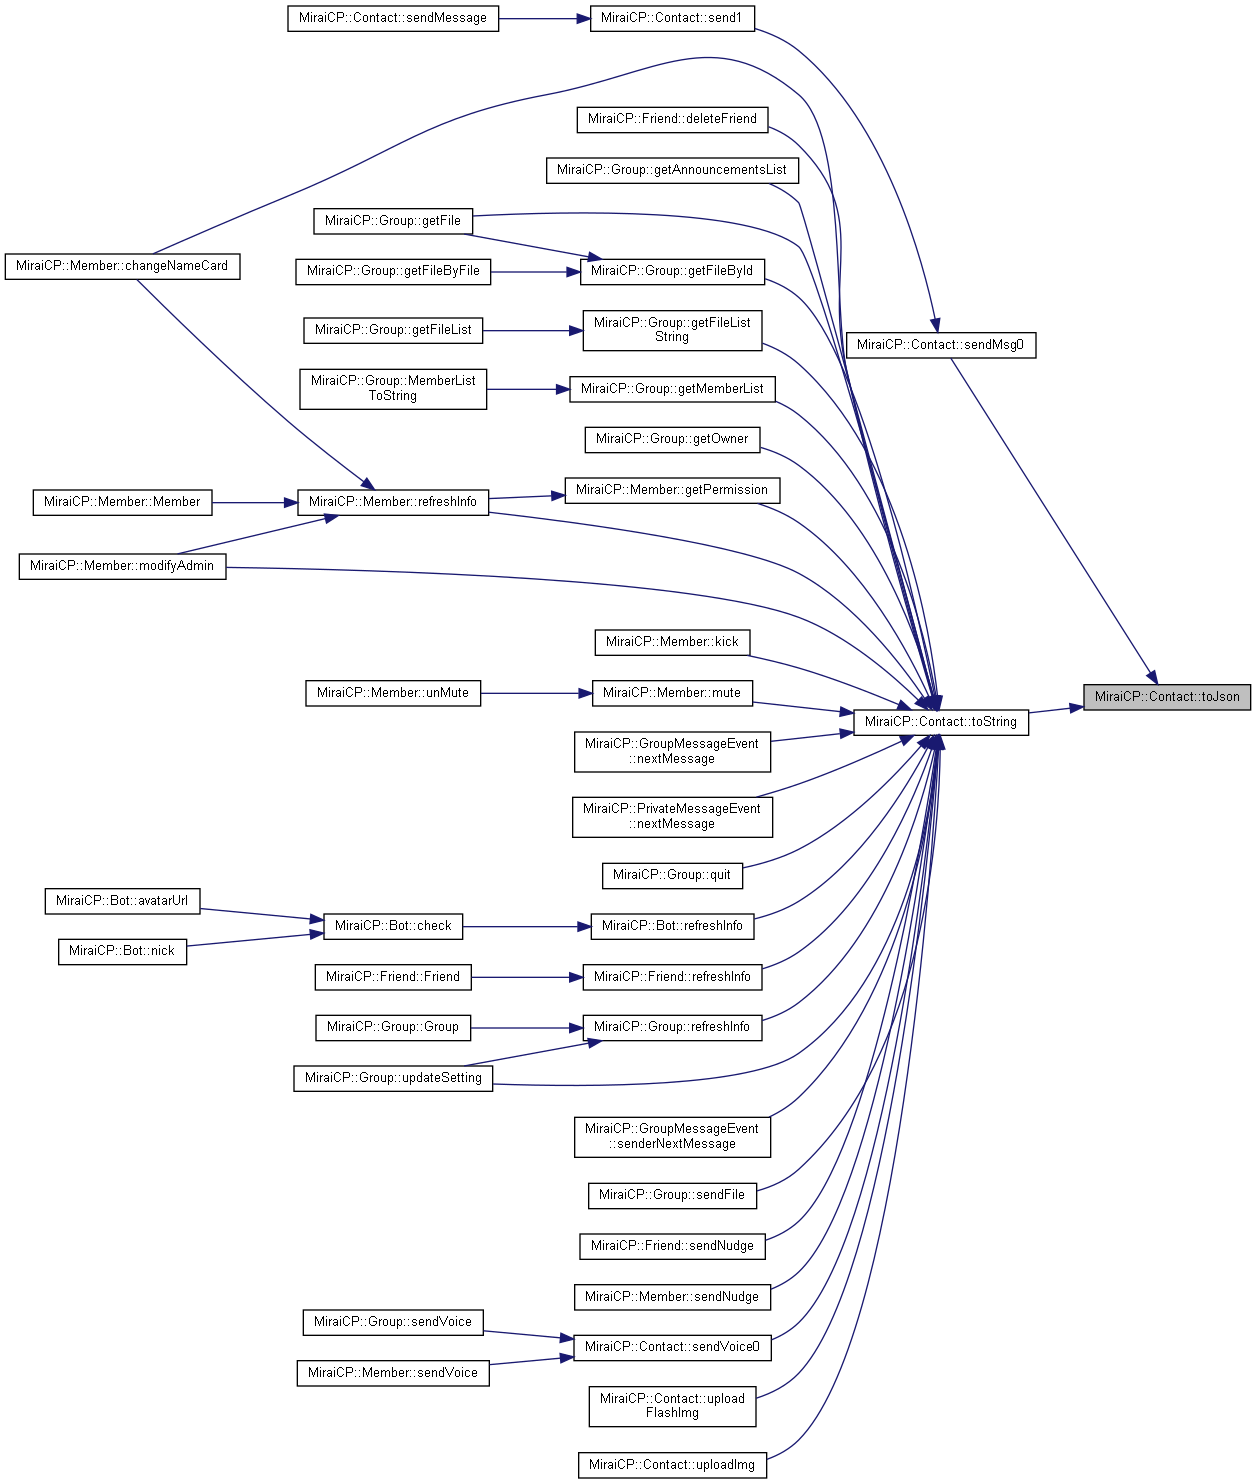 MiraiCP::Contact::sendMessage
MiraiCP::Contact::send1
MiraiCP::Friend::deleteFriend
MiraiCP::Group::getAnnouncementsList
MiraiCP::Group::getFile
MiraiCP::Member::changeNameCard
MiraiCP::Group::getFileByFile
MiraiCP::Group::getFileById
MiraiCP::Group::getFileList
MiraiCP::Group::getFileList
String
MiraiCP::Contact::sendMsg0
MiraiCP::Group::MemberList
ToString
MiraiCP::Group::getMemberList
MiraiCP::Group::getOwner
MiraiCP::Member::Member
MiraiCP::Member::refreshInfo
MiraiCP::Member::getPermission
MiraiCP::Member::modifyAdmin
MiraiCP::Member::kick
MiraiCP::Member::unMute
MiraiCP::Member::mute
MiraiCP::Contact::toJson
MiraiCP::Contact::toString
MiraiCP::GroupMessageEvent
::nextMessage
MiraiCP::PrivateMessageEvent
::nextMessage
MiraiCP::Group::quit
MiraiCP::Bot::avatarUrl
MiraiCP::Bot::check
MiraiCP::Bot::refreshInfo
MiraiCP::Bot::nick
MiraiCP::Friend::Friend
MiraiCP::Friend::refreshInfo
MiraiCP::Group::Group
MiraiCP::Group::refreshInfo
MiraiCP::Group::updateSetting
MiraiCP::GroupMessageEvent
::senderNextMessage
MiraiCP::Group::sendFile
MiraiCP::Friend::sendNudge
MiraiCP::Member::sendNudge
MiraiCP::Group::sendVoice
MiraiCP::Contact::sendVoice0
MiraiCP::Member::sendVoice
MiraiCP::Contact::upload
FlashImg
MiraiCP::Contact::uploadImg